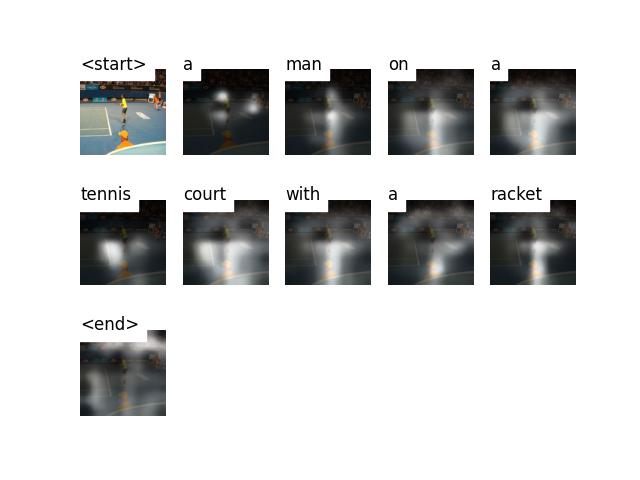 <start> a man on a
tennis court with a racket
<end>